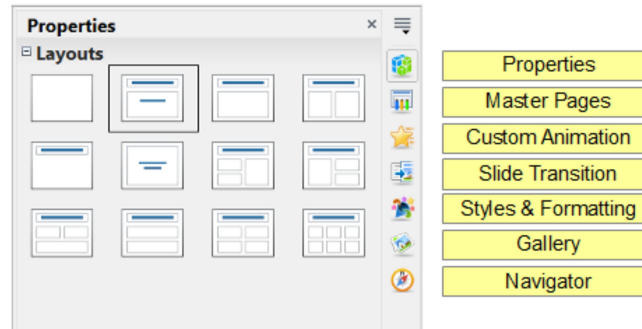 Properties
Layouts
Properties
Master Pages
Custom Animation
Slide Transition
Styles & Formatting
Gallery
Navigator